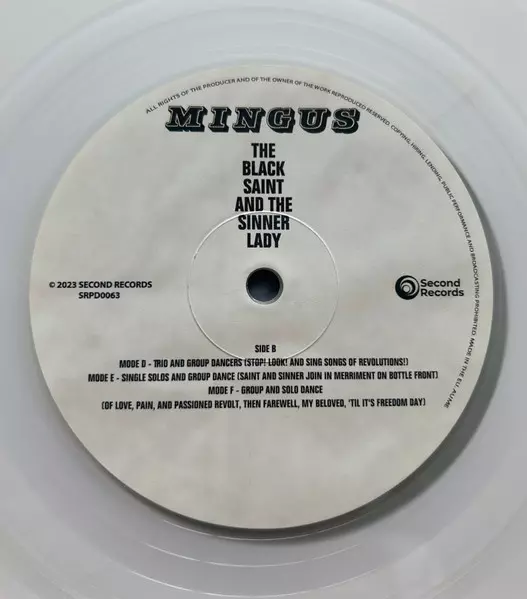 ALL RIGHTS OF THE PRODUCER AND OF THE OWNER OF THE WORK REPRODUCED RESERVED. COPYING, HIRING, LENDING, PUBLIC PERFORMANCE AND BROADCASTING PROHIBITED. MADE IN THE EU.
MINGUS
THE
BLACK
SAINT
AND THE
SINNER
LADY
© 2023 SECOND RECORDS
SRPD0063
Second
Records
SIDE B
MODE D - TRIO AND GROUP DANCERS (STOP! LOOK! AND SING SONGS OF REVOLUTIONS!)
MODE E - SINGLE SOLOS AND GROUP DANCE (SAINT AND SINNER JOIN IN MERRIMENT ON BOTTLE FRONT)
MODE F - GROUP AND SOLO DANCE
(OF LOVE, PAIN, AND PASSIONED REVOLT, THEN FAREWELL, MY BELOVED, 'TIL IT'S FREEDOM DAY)